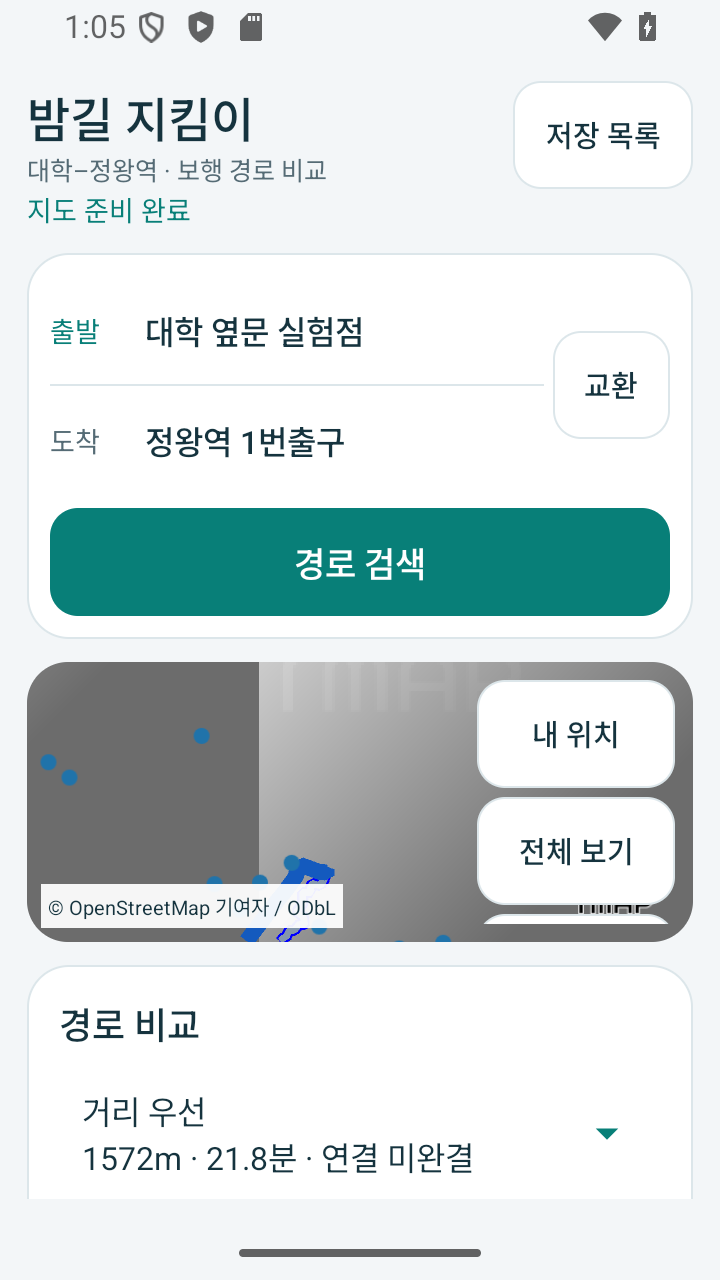 1:05
밤길 지킴이
대학–정왕역 · 보행 경로 비교
지도 준비 완료
저장 목록
출발 대학 옆문 실험점
교환
도착 정왕역 1번출구
경로 검색
내 위치
전체 보기
© OpenStreetMap 기여자 / ODbL
경로 비교
거리 우선
1572m · 21.8분 · 연결 미완결